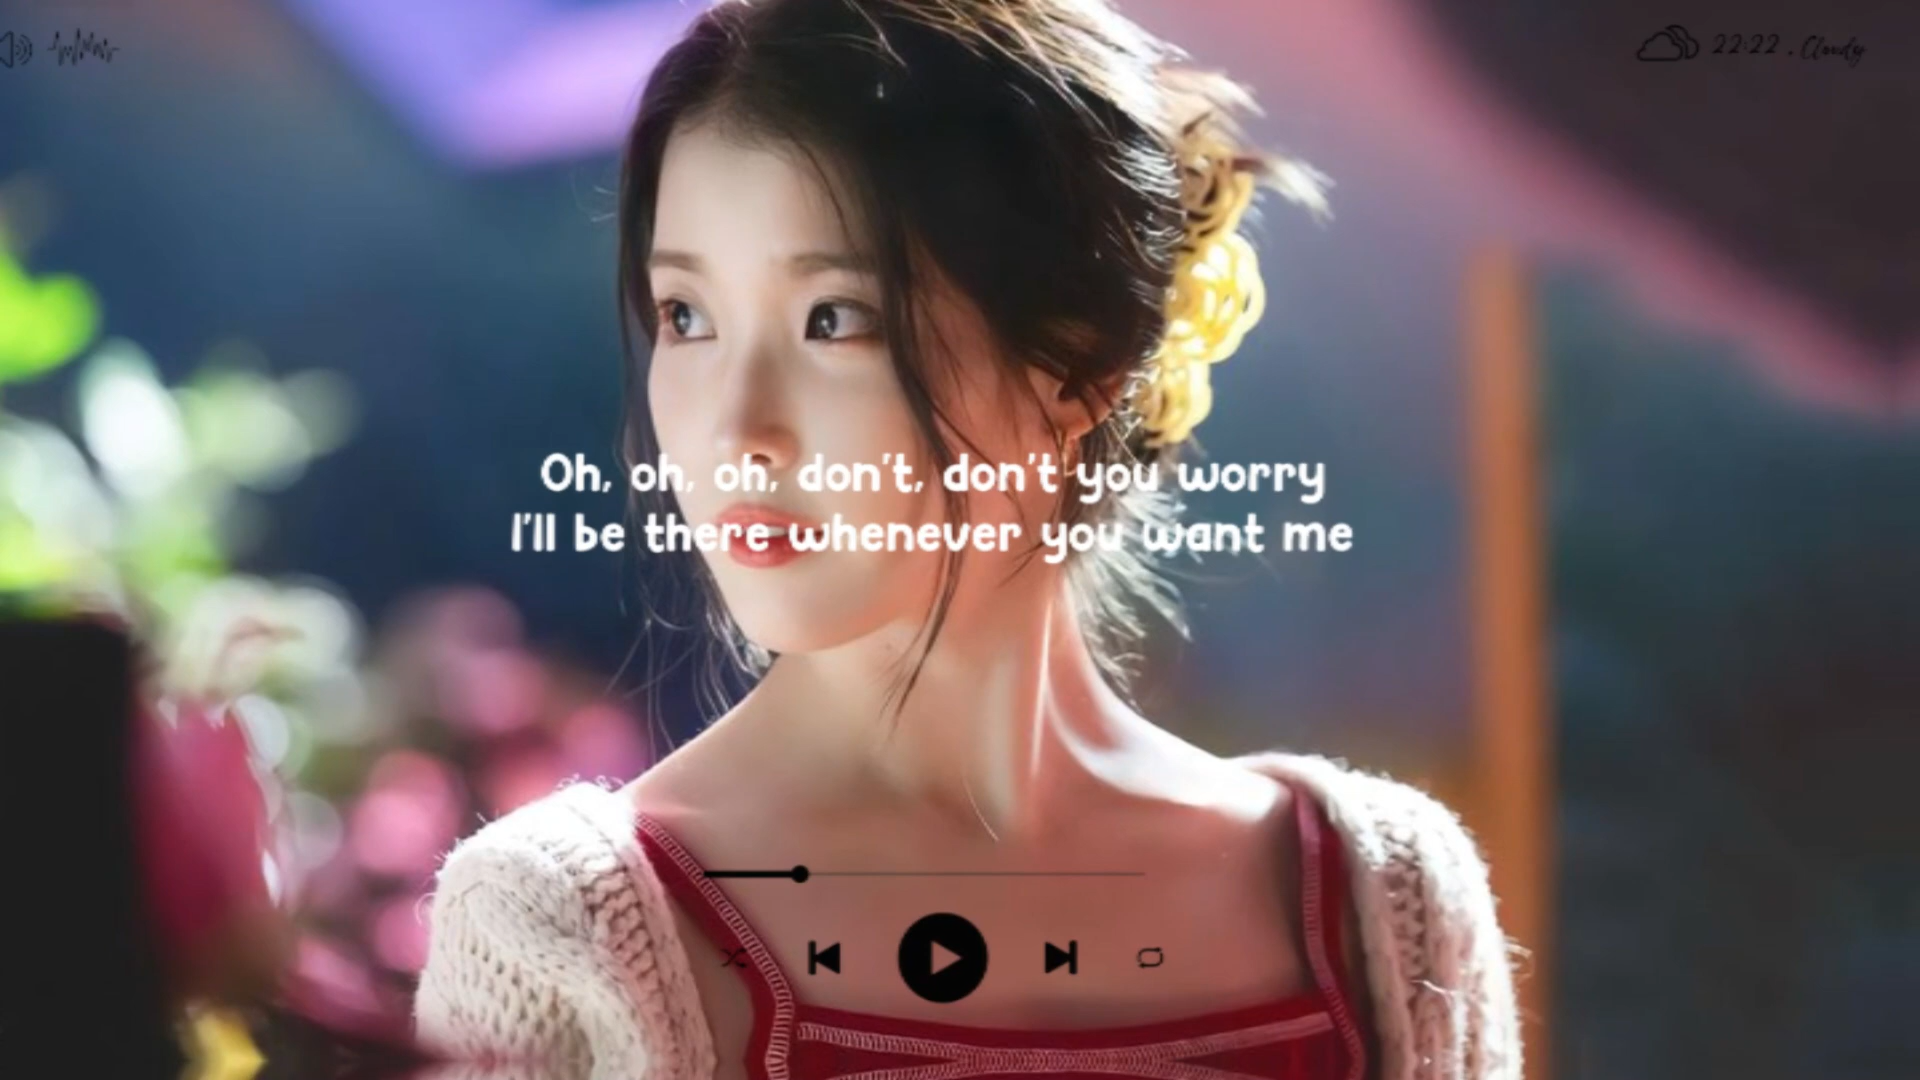 22:22 . Cloudy
Oh, oh, oh, don't, don't you worry
I'll be there whenever you want me